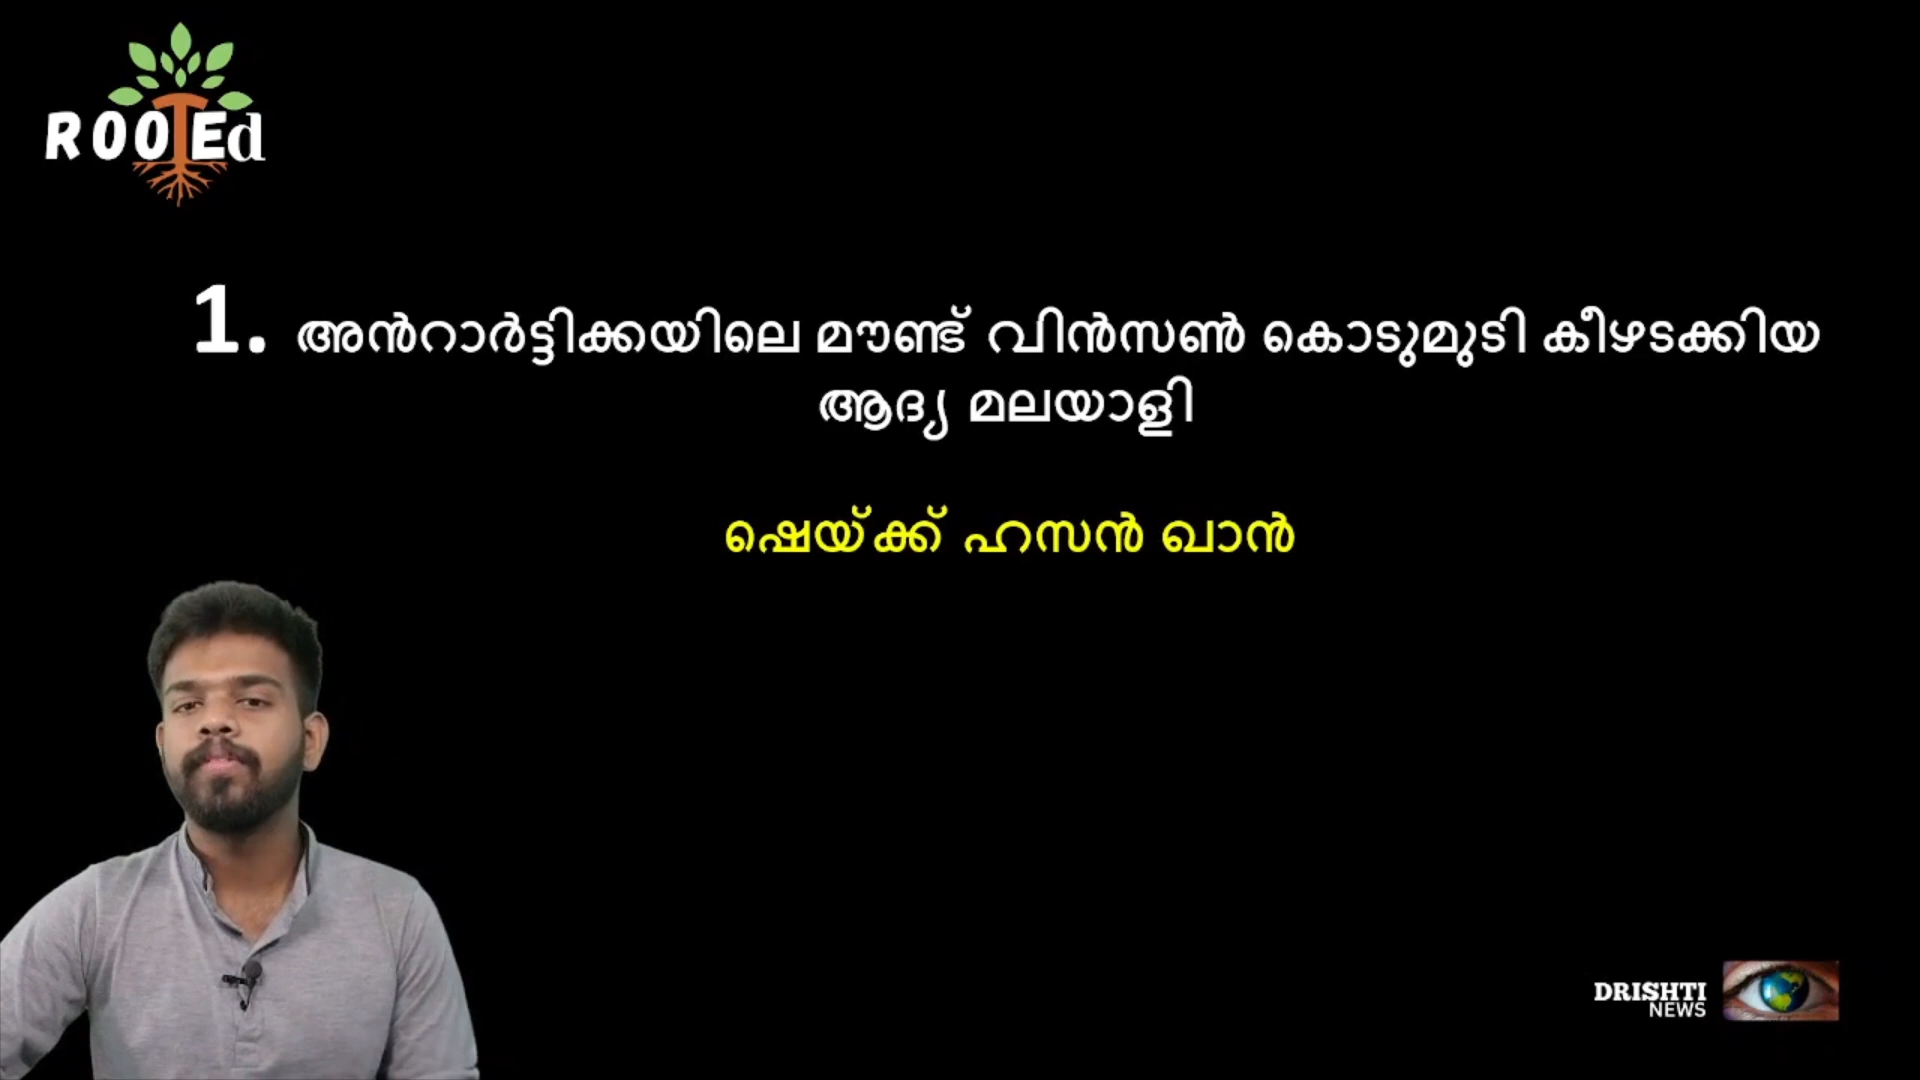 ROOTEd
1. അൻറാർട്ടിക്കയിലെ മൗണ്ട് വിൻസൺ കൊടുമുടി കീഴടക്കിയ
ആദ്യ മലയാളി
ഷെയ്ക്ക് ഹസൻ ഖാൻ
DRISHTI
NEWS